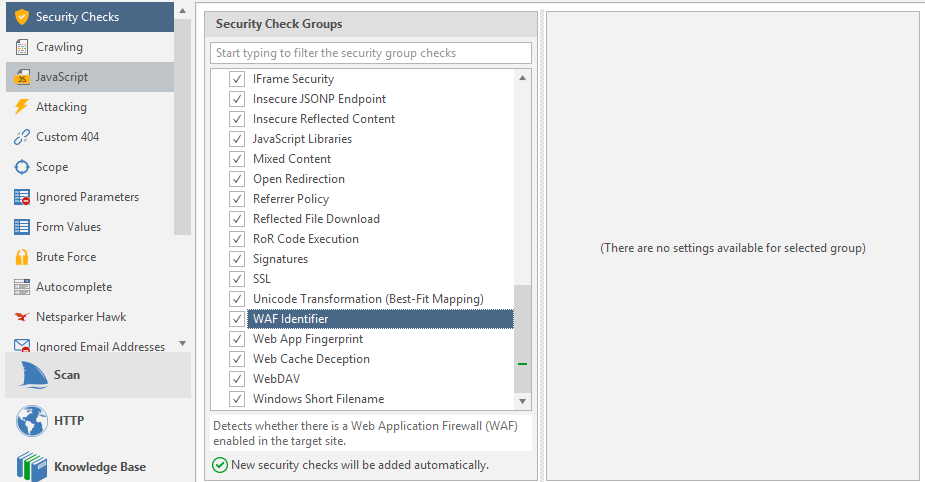 Security Checks
Crawling
JavaScript
Attacking
Custom 404
Scope
Ignored Parameters
Form Values
Brute Force
Autocomplete
Netsparker Hawk
Ignored Email Addresses
Scan
HTTP
Knowledge Base
Security Check Groups
Start typing to filter the security group checks
IFrame Security
Insecure JSONP Endpoint
Insecure Reflected Content
JavaScript Libraries
Mixed Content
Open Redirection
Referrer Policy
Reflected File Download
RoR Code Execution
Signatures
SSL
Unicode Transformation (Best-Fit Mapping)
WAF Identifier
Web App Fingerprint
Web Cache Deception
WebDAV
Windows Short Filename
Detects whether there is a Web Application Firewall (WAF)
enabled in the target site.
New security checks will be added automatically.
(There are no settings available for selected group)